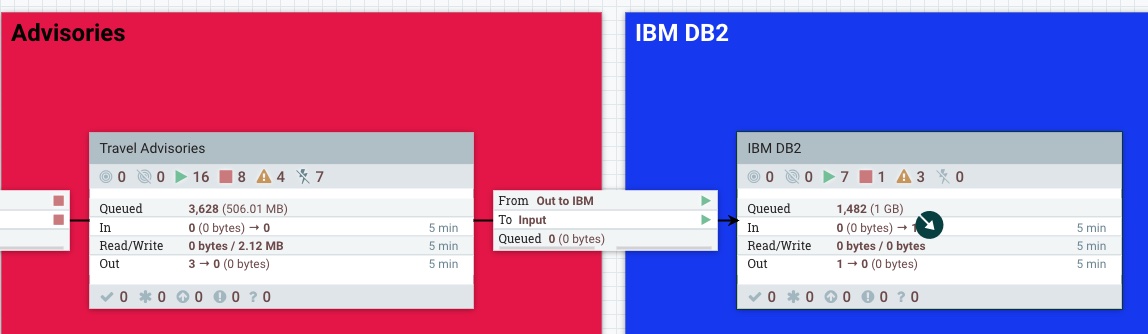 Advisories
Travel Advisories
0 0 16 8 4 7
Queued 3,628 (506.01 MB)
In 0 (0 bytes) → 0 5 min
Read/Write 0 bytes / 2.12 MB 5 min
Out 3 → 0 (0 bytes) 5 min
0 0 0 0 ? 0
From Out to IBM
To Input
Queued 0 (0 bytes)
IBM DB2
IBM DB2
0 0 7 1 3 0
Queued 1,482 (1 GB)
In 0 (0 bytes) → 5 min
Read/Write 0 bytes / 0 bytes 5 min
Out 1 → 0 (0 bytes) 5 min
0 0 0 0 ? 0